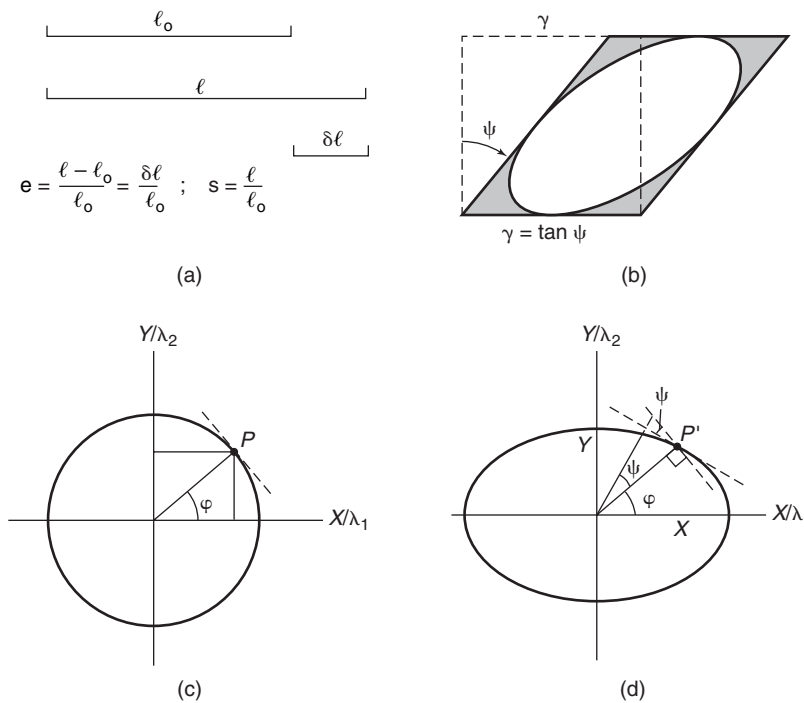 ℓo
γ
ℓ
δℓ
ψ
e = (ℓ − ℓo)/ℓo = δℓ/ℓo ; s = ℓ/ℓo
γ = tan ψ
(a)
(b)
Y/λ2
Y/λ2
P
φ
X/λ1
ψ
Y
P'
ψ
φ
X
X/λ
(c)
(d)